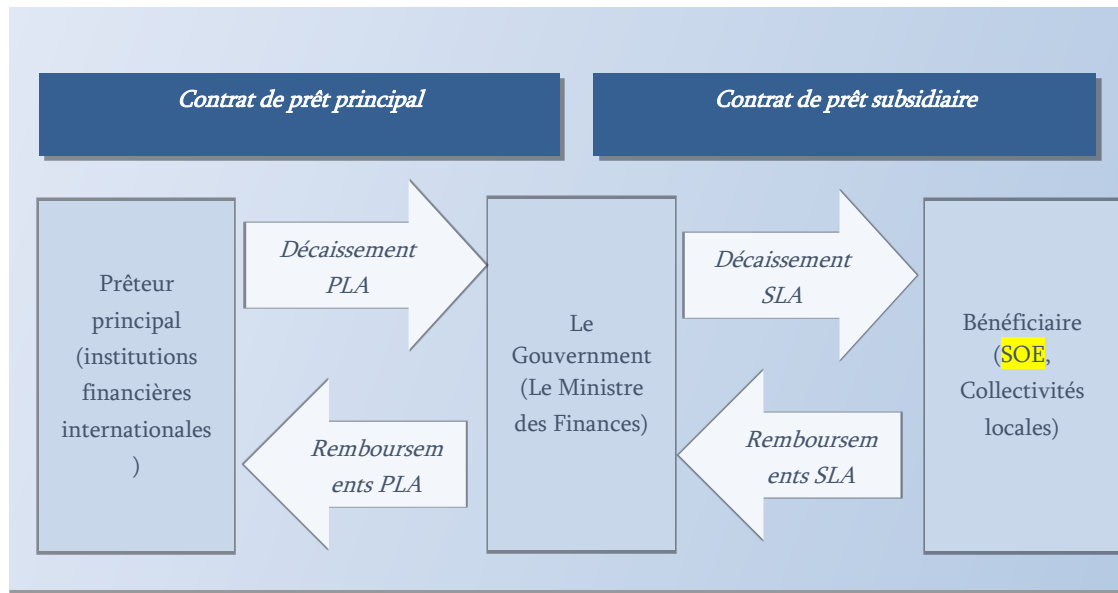 Contrat de prêt principal
Contrat de prêt subsidiaire
Prêteur
principal
(institutions
financières
internationales
)
Décaissement
PLA
Remboursem
ents PLA
Le
Gouvernment
(Le Ministre
des Finances)
Décaissement
SLA
Remboursem
ents SLA
Bénéficiaire
(SOE,
Collectivités
locales)